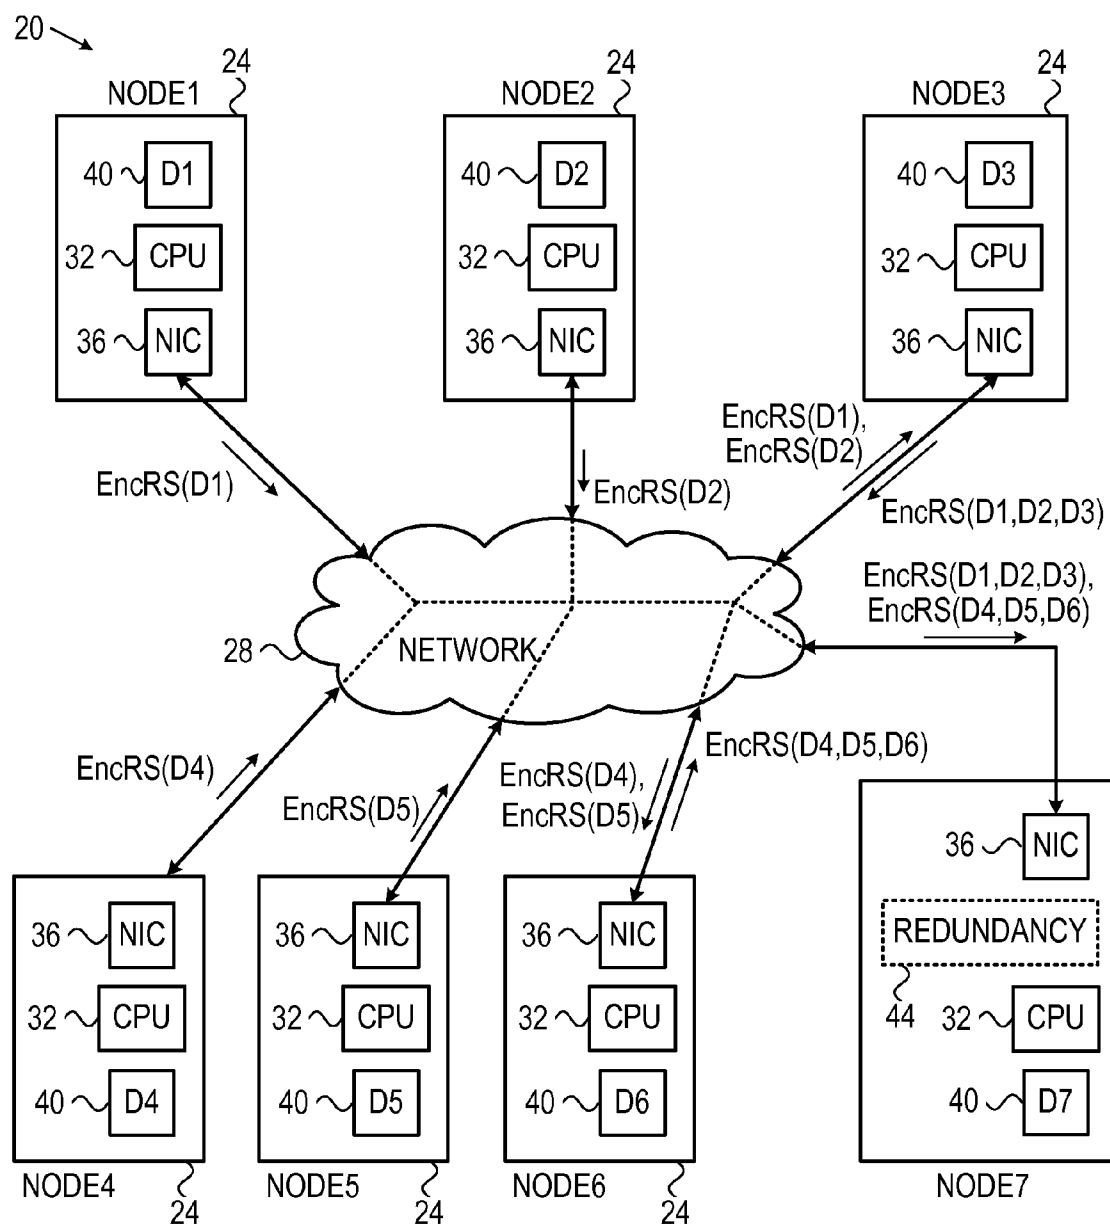 20
24 24 24
NODE1 NODE2 NODE3
40 D1 40 D2 40 D3
32 CPU 32 CPU 32 CPU
36 NIC 36 NIC 36 NIC
EncRS(D1),
EncRS(D2)
EncRS(D1)
EncRS(D2)
EncRS(D1,D2,D3)
EncRS(D1,D2,D3),
EncRS(D4,D5,D6)
28 NETWORK
EncRS(D4)
EncRS(D5)
EncRS(D4),
EncRS(D5)
EncRS(D4,D5,D6)
36 NIC
36 NIC 36 NIC 36 NIC
REDUNDANCY
44
32 CPU 32 CPU 32 CPU 32 CPU
40 D4 40 D5 40 D6 40 D7
NODE4 NODE5 NODE6 NODE7
24 24 24